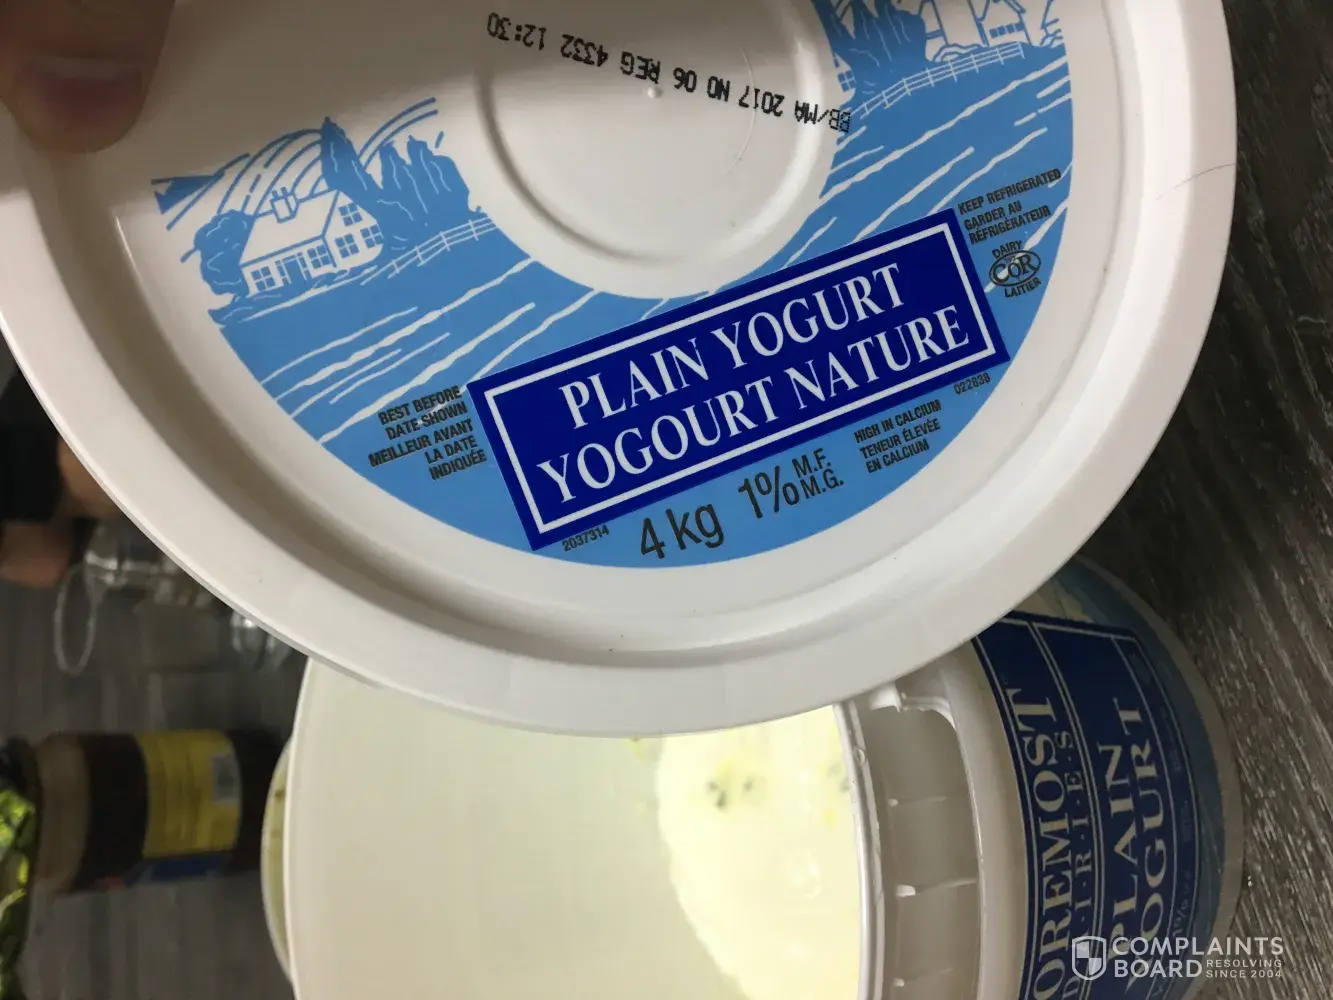 BB/MA 2017 NO 06 REG 4332 12:30
KEEP REFRIGERATED
GARDER AU
RÉFRIGÉRATEUR
DAIRY
COR
LAITIER
PLAIN YOGURT
YOGOURT NATURE
BEST BEFORE
DATE SHOWN
MEILLEUR AVANT
LA DATE
INDIQUÉE
2037314
4 kg
1% M.F.
M.G.
HIGH IN CALCIUM
TENEUR ÉLEVÉE
EN CALCIUM
022838
OREMOST
D·A·I·R·I·E·S
PLAIN
YOGURT
COMPLAINTS
BOARD RESOLVING
SINCE 2004